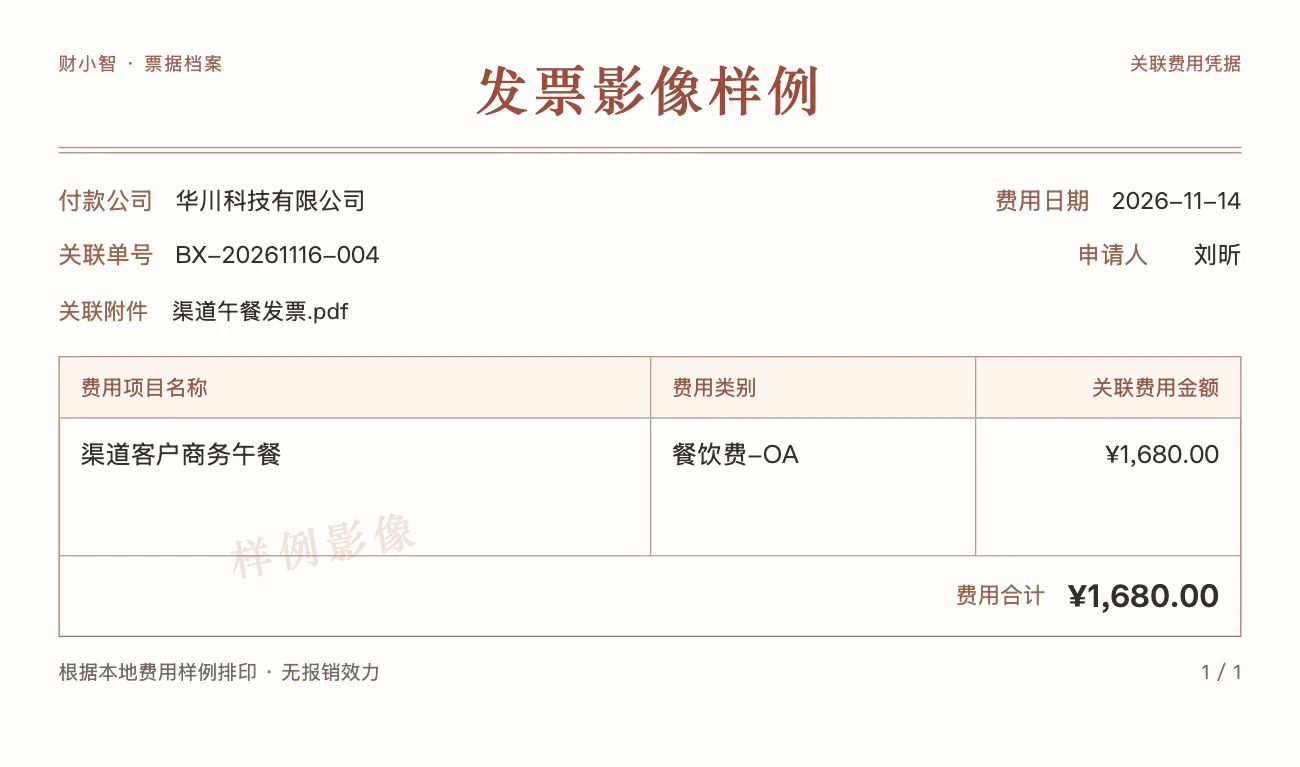 财小智 · 票据档案
发票影像样例
关联费用凭据
付款公司 华川科技有限公司
费用日期 2026–11–14
关联单号 BX–20261116–004
申请人 刘昕
关联附件 渠道午餐发票.pdf
费用项目名称 费用类别 关联费用金额
渠道客户商务午餐 餐饮费–OA ¥1,680.00
样例影像
费用合计 ¥1,680.00
根据本地费用样例排印 · 无报销效力
1 / 1